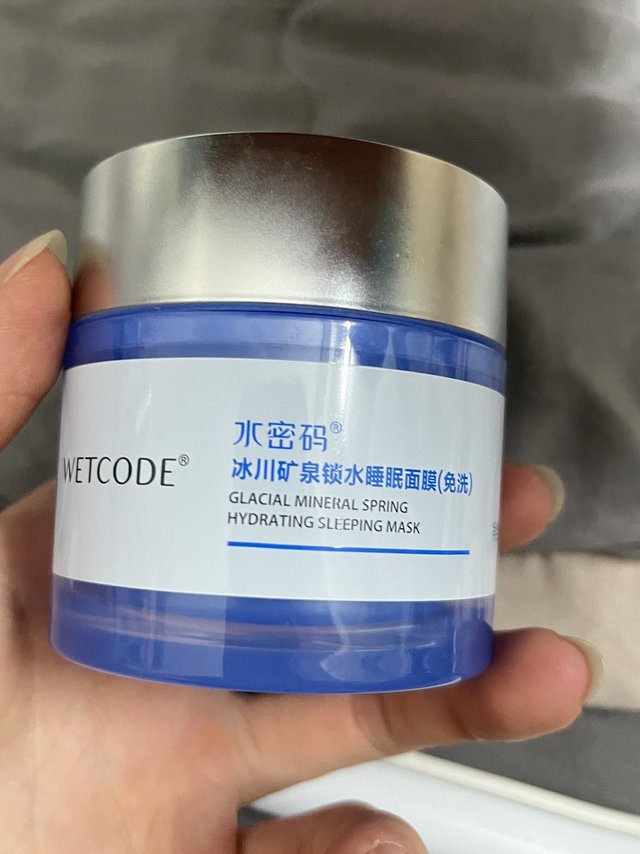 WETCODE®
水密码®
冰川矿泉锁水睡眠面膜(免洗)
GLACIAL MINERAL SPRING
HYDRATING SLEEPING MASK